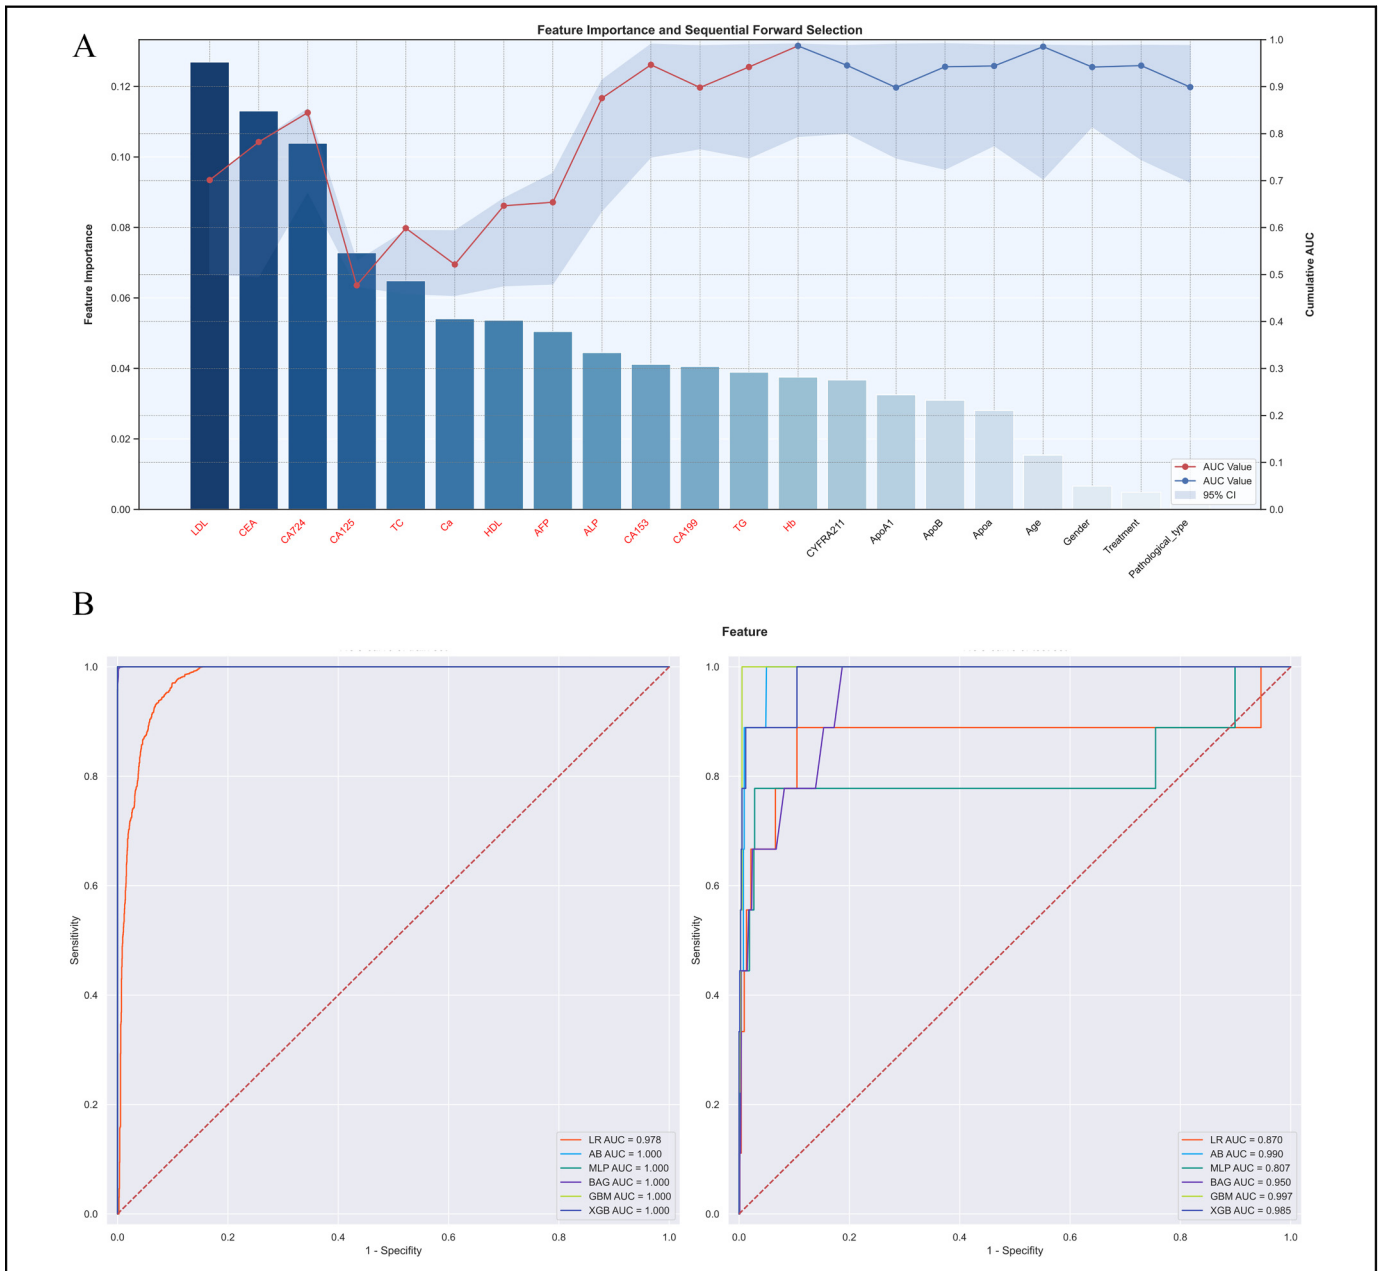 A
Feature Importance and Sequential Forward Selection
Feature Importance
0.12
0.10
0.08
0.06
0.04
0.02
0.00
1.0
0.9
0.8
0.7
0.6
0.5
0.4
0.3
0.2
0.1
0.0
Cumulative AUC
AUC Value
AUC Value
95% CI
LDL
CEA
CA724
CA125
TC
Ca
HDL
AFP
ALP
CA153
CA199
TG
Hb
CYFRA211
ApoA1
ApoB
Apoa
Age
Gender
Treatment
Pathological_type
B
Feature
Sensitivity
1.0
0.8
0.6
0.4
0.2
0.0
LR AUC = 0.978
AB AUC = 1.000
MLP AUC = 1.000
BAG AUC = 1.000
GBM AUC = 1.000
XGB AUC = 1.000
0.0 0.2 0.4 0.6 0.8 1.0
1 - Specifity
Sensitivity
1.0
0.8
0.6
0.4
0.2
0.0
LR AUC = 0.870
AB AUC = 0.990
MLP AUC = 0.807
BAG AUC = 0.950
GBM AUC = 0.997
XGB AUC = 0.985
0.0 0.2 0.4 0.6 0.8 1.0
1 - Specifity